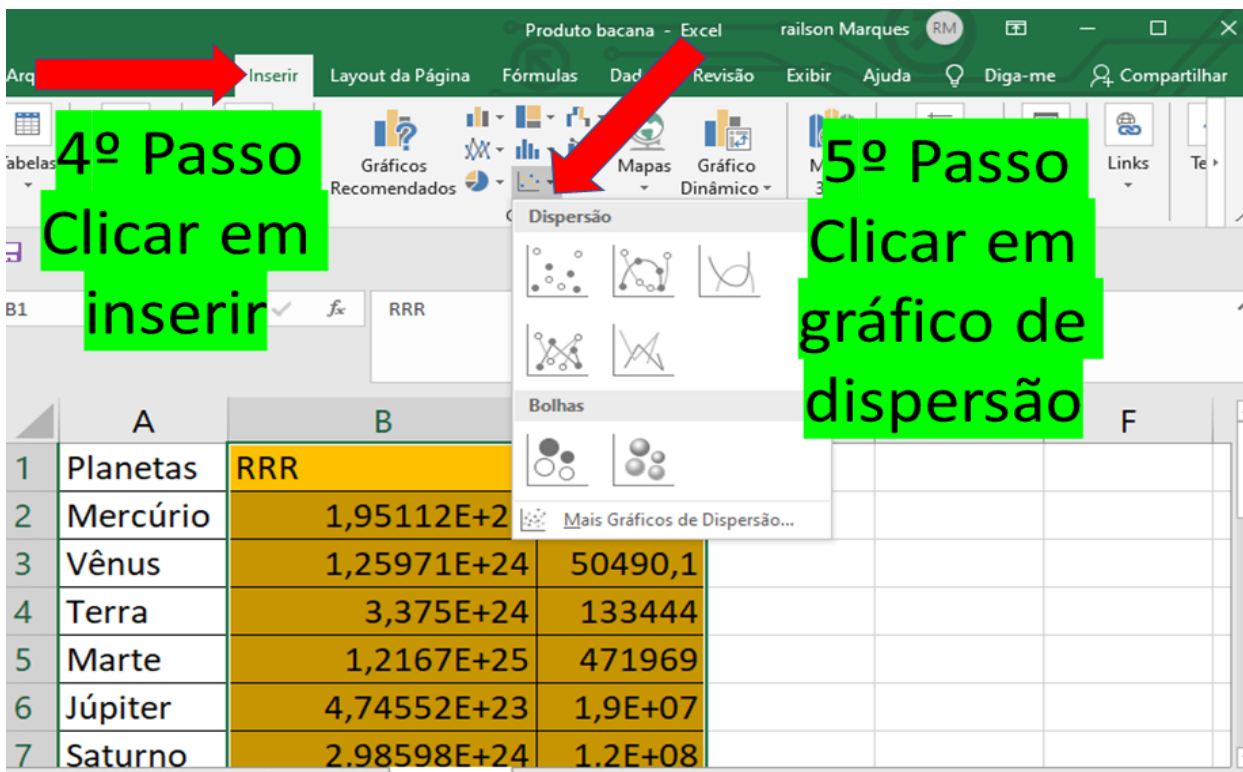 Produto bacana - Excel railson Marques RM
Inserir Layout da Página Fórmulas Revisão Exibir Ajuda Diga-me Compartilhar
4º Passo
Clicar em
inserir
Gráficos
Recomendados
Mapas
Gráfico
Dinâmico
Links
5º Passo
Clicar em
gráfico de
dispersão
Dispersão
Bolhas
Mais Gráficos de Dispersão...
B1 fx RRR
A B F
1 Planetas RRR
2 Mercúrio 1,95112E+2
3 Vênus 1,25971E+24 50490,1
4 Terra 3,375E+24 133444
5 Marte 1,2167E+25 471969
6 Júpiter 4,74552E+23 1,9E+07
7 Saturno 2,98598E+24 1,2E+08